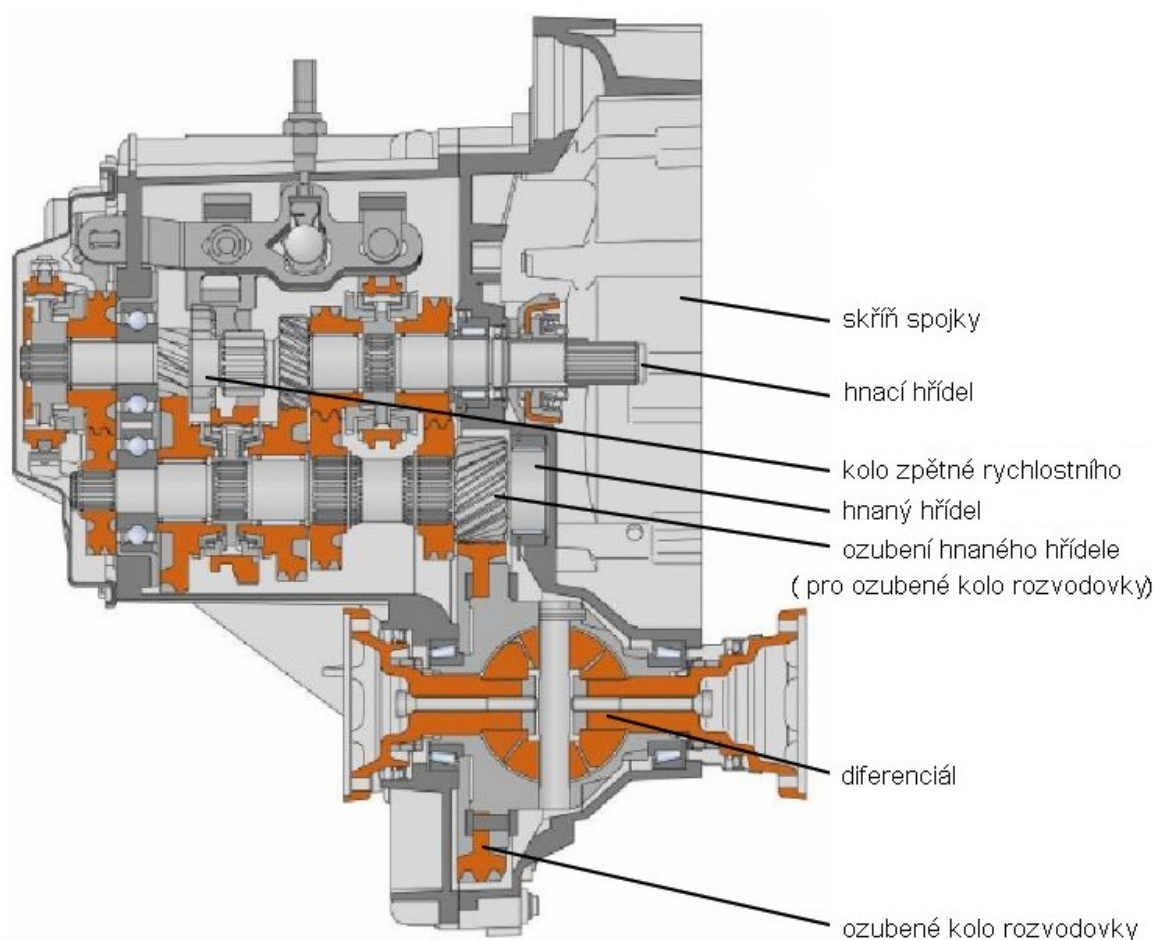 skříň spojky
hnací hřídel
kolo zpětné rychlostního
hnaný hřídel
ozubení hnaného hřídele
( pro ozubené kolo rozvodovky)
diferenciál
ozubené kolo rozvodovky